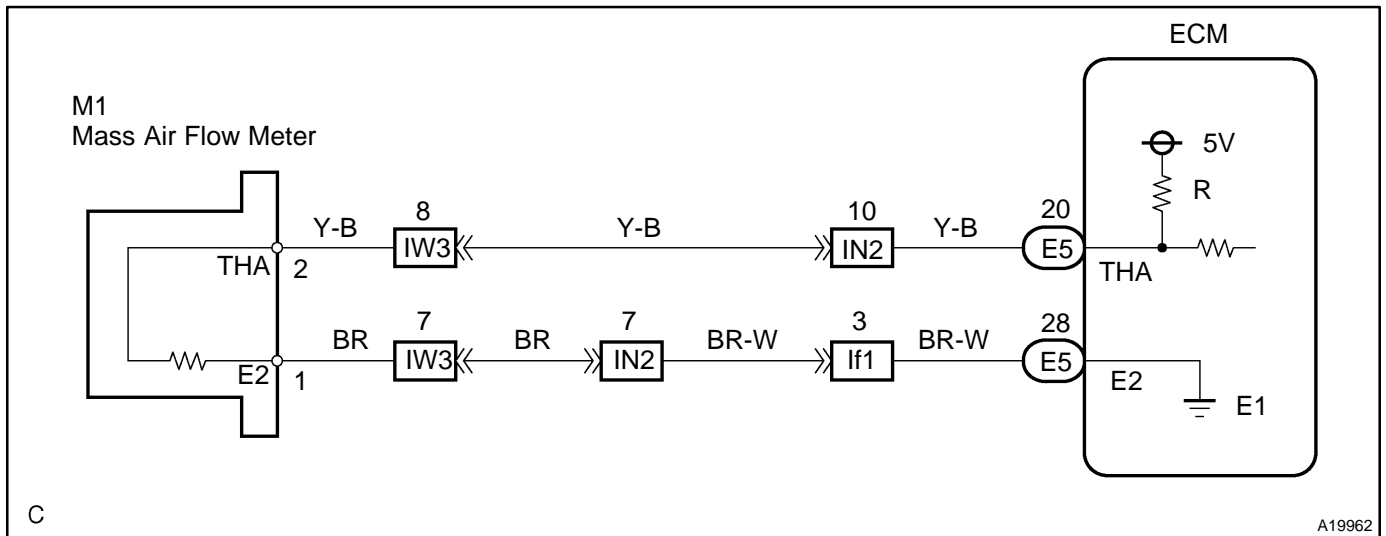 ECM
M1
Mass Air Flow Meter
5V
R
Y-B
8
IW3
Y-B
10
IN2
Y-B
20
E5
THA
2
THA
BR
7
IW3
BR
7
IN2
BR-W
3
If1
BR-W
28
E5
E2
1
E2
E1
C
A19962